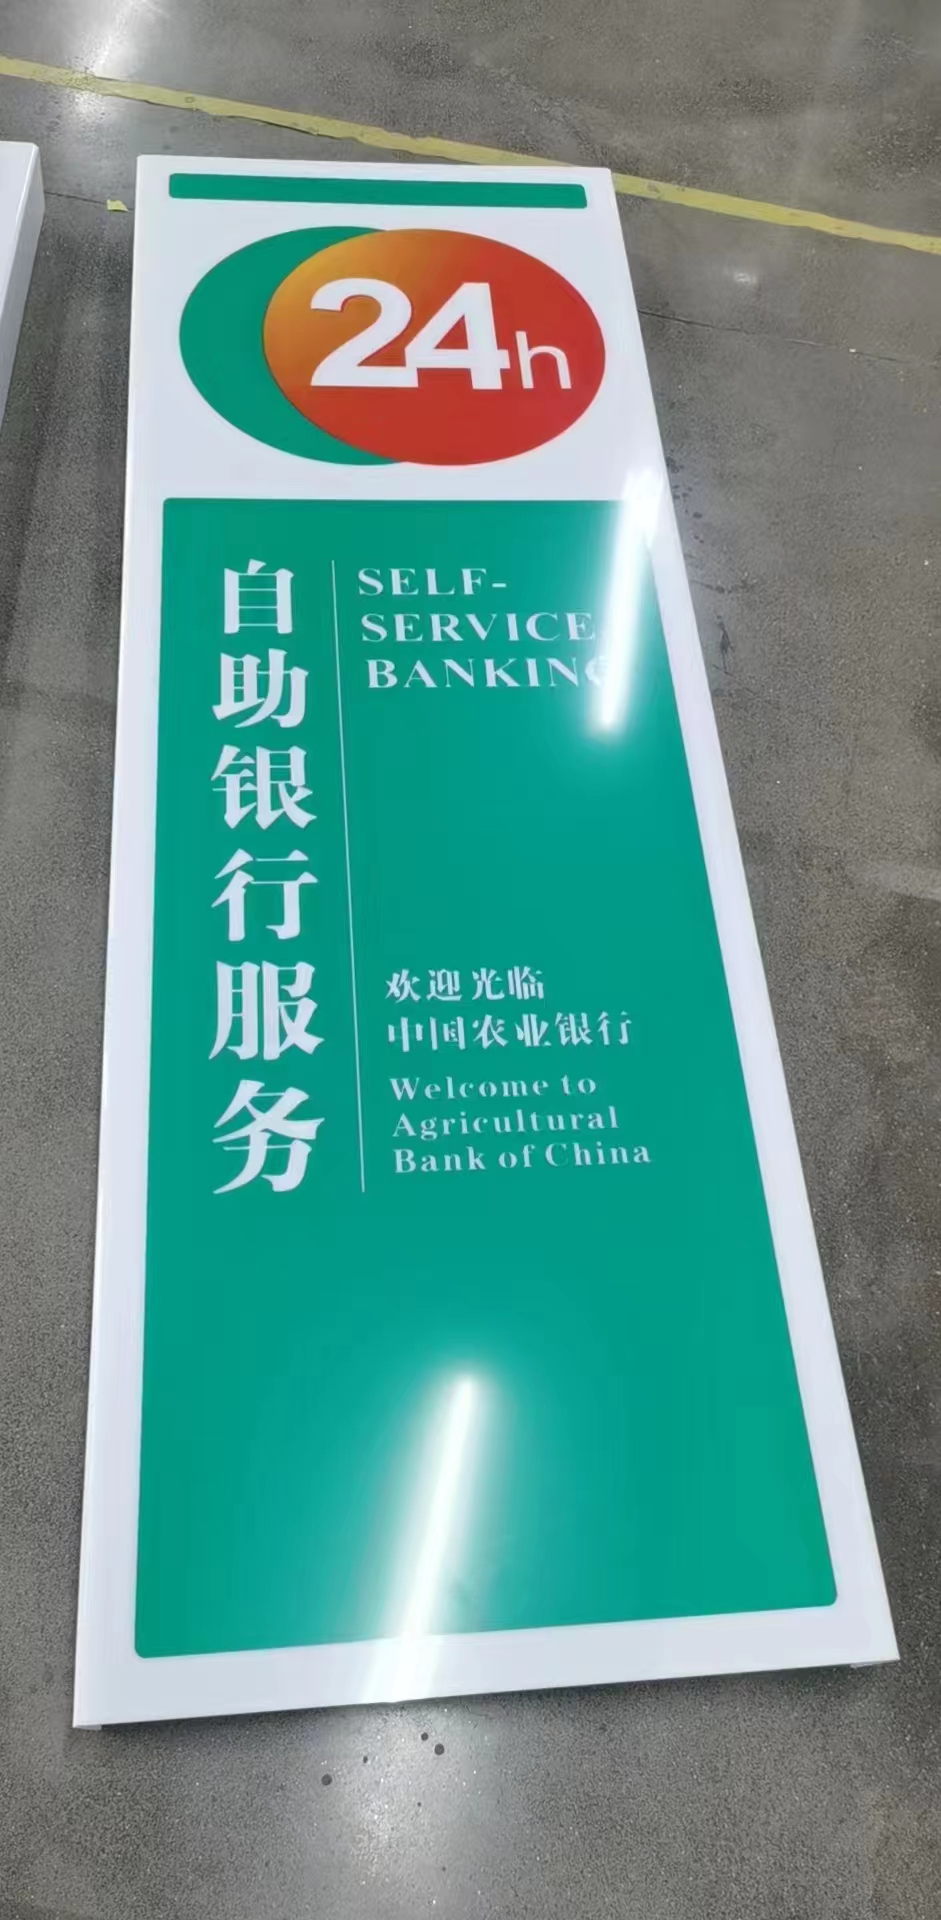 24h
自助银行服务
SELF-
SERVICE
BANKING
欢迎光临
中国农业银行
Welcome to
Agricultural
Bank of China